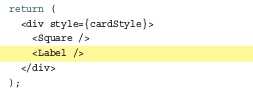 return (
  <div style={cardStyle}>
    <Square />
    <Label />
  </div>
);